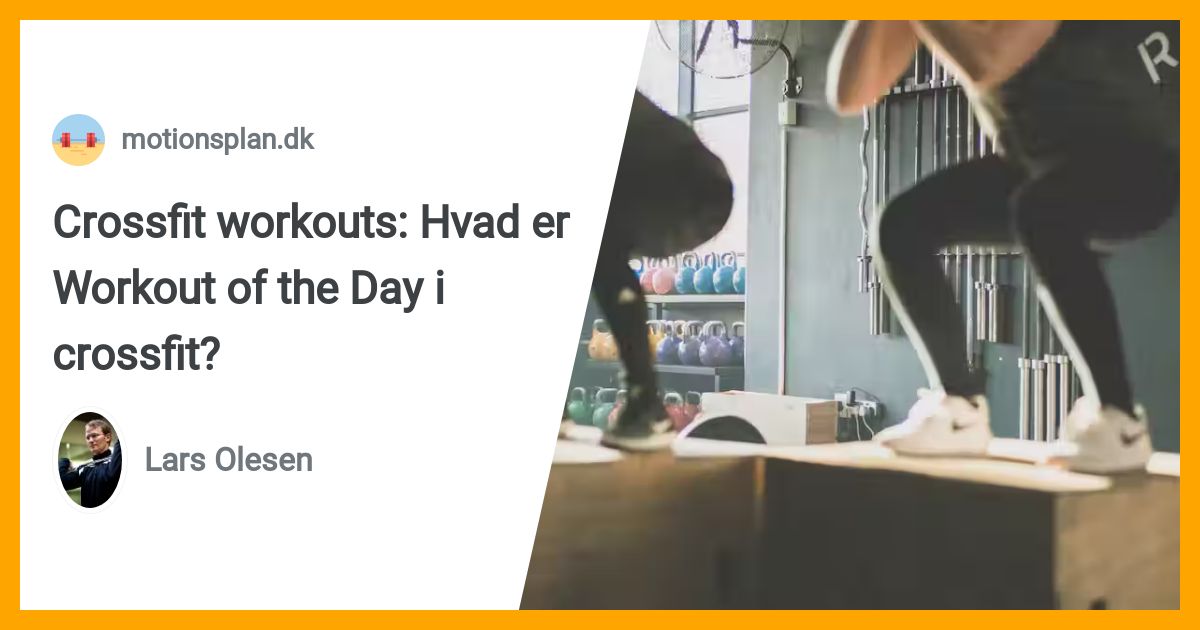 motionsplan.dk
Crossfit workouts: Hvad er
Workout of the Day i
crossfit?
Lars Olesen